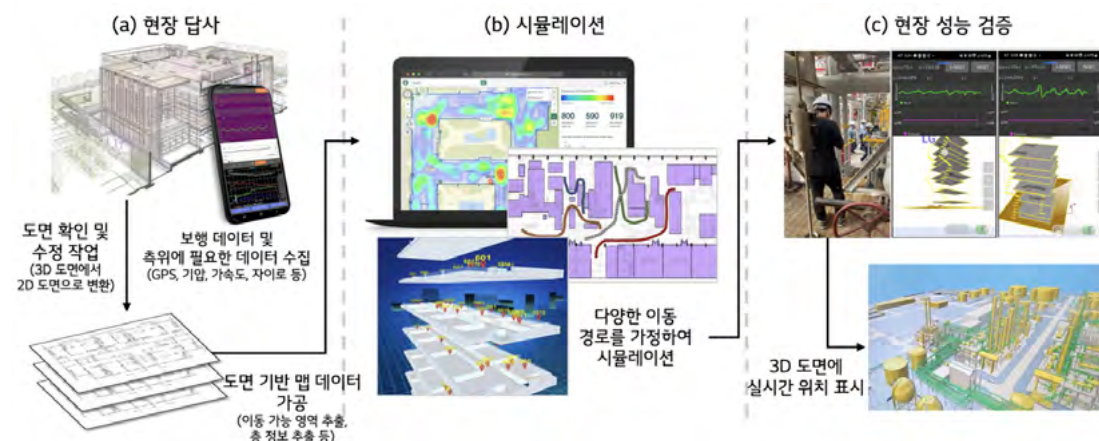 (a) 현장 답사
도면 확인 및
수정 작업
(3D 도면에서
2D 도면으로 변환)
보행 데이터 및
측위에 필요한 데이터 수집
(GPS, 기압, 가속도, 자이로 등)
도면 기반 맵 데이터
가공
(이동 가능 영역 추출,
층 정보 추출 등)
(b) 시뮬레이션
800
590
919
601
다양한 이동
경로를 가정하여
시뮬레이션
(c) 현장 성능 검증
3D 도면에
실시간 위치 표시